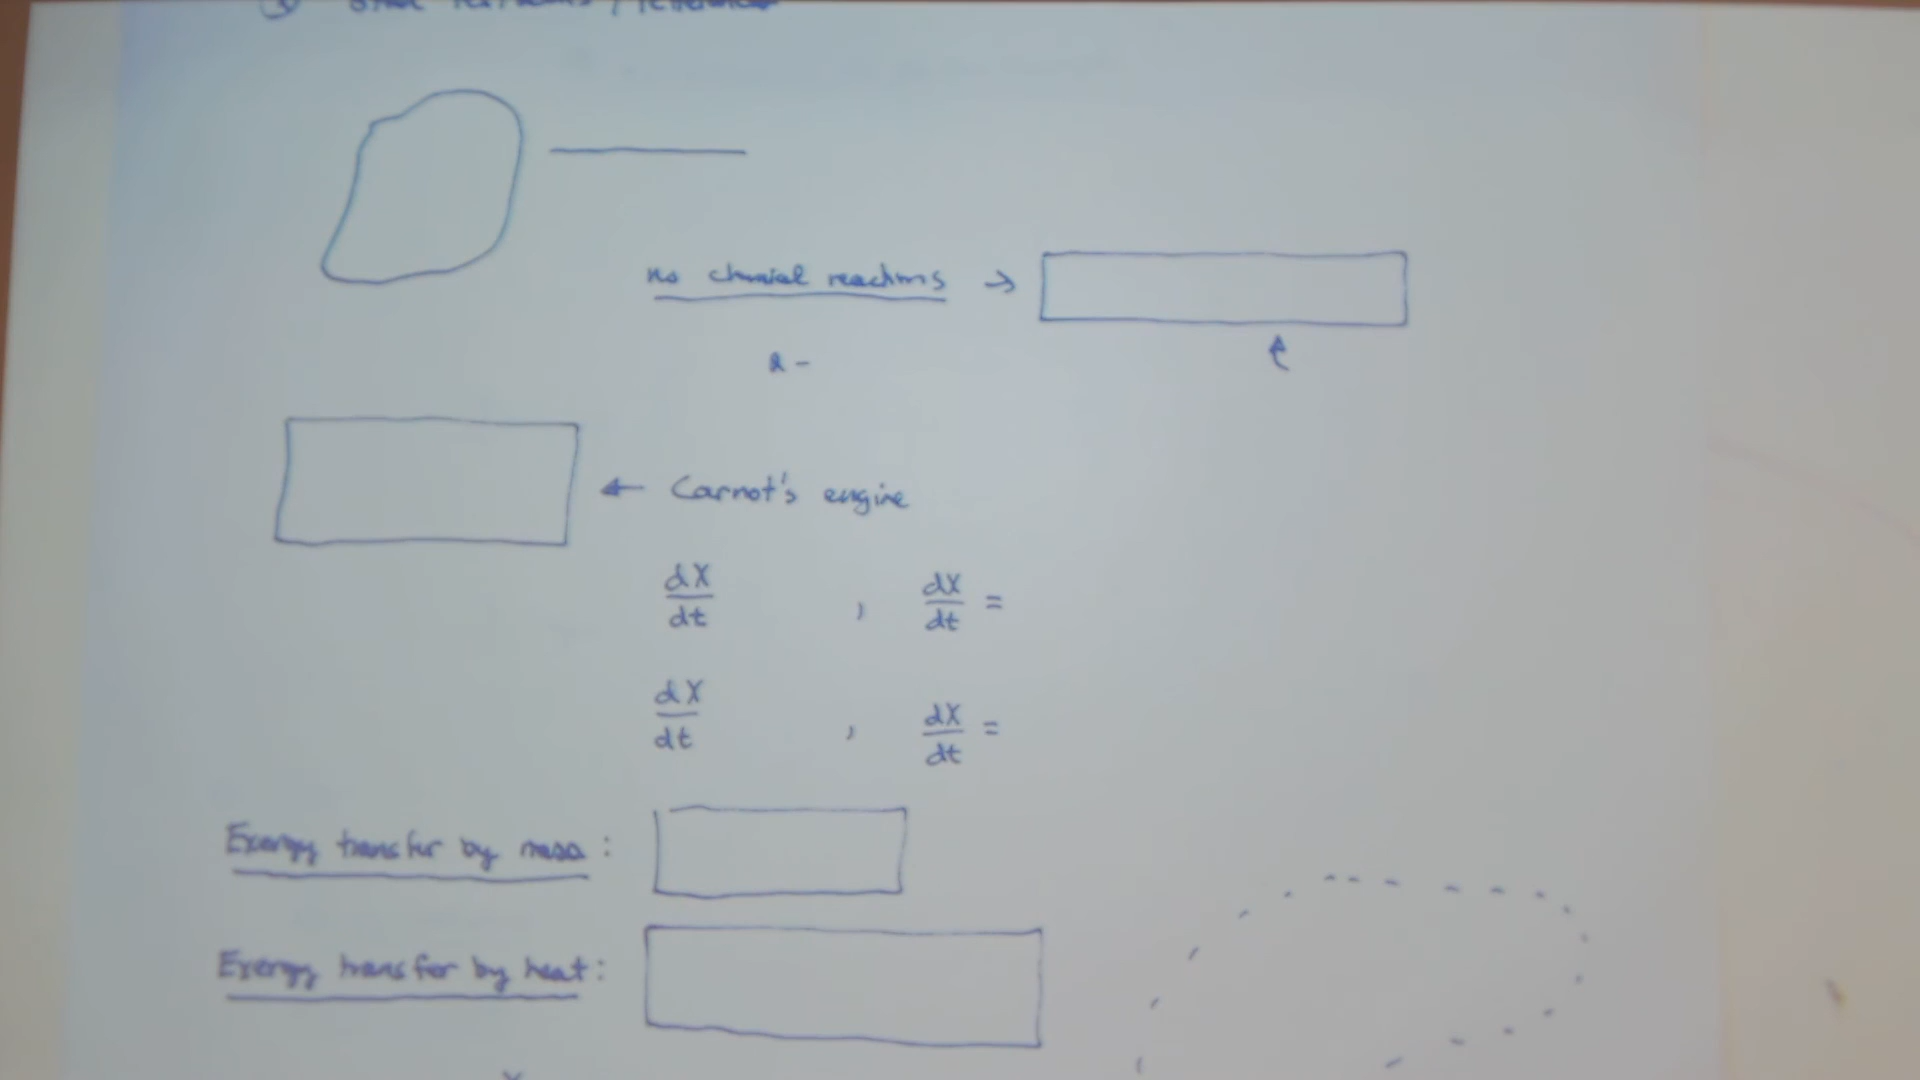 no chemical reactions →
&-
← Carnot's engine
dX/dt , dX/dt =
dX/dt , dX/dt =
Exergy transfer by mass :
Exergy transfer by heat :